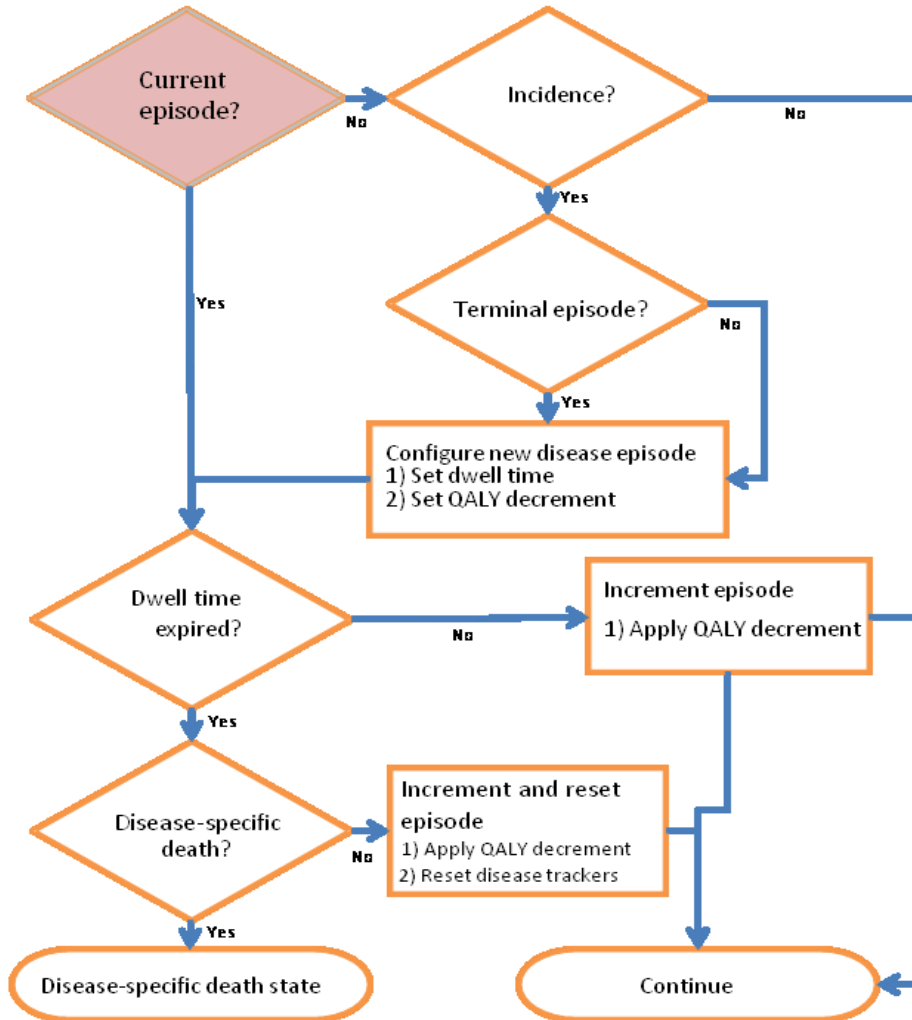 Current
episode?
No
Incidence?
No
Yes
Yes
Terminal episode?
No
Yes
Configure new disease episode
1) Set dwell time
2) Set QALY decrement
Dwell time
expired?
No
Increment episode
1) Apply QALY decrement
Yes
Disease-specific
death?
No
Increment and reset
episode
1) Apply QALY decrement
2) Reset disease trackers
Yes
Disease-specific death state
Continue